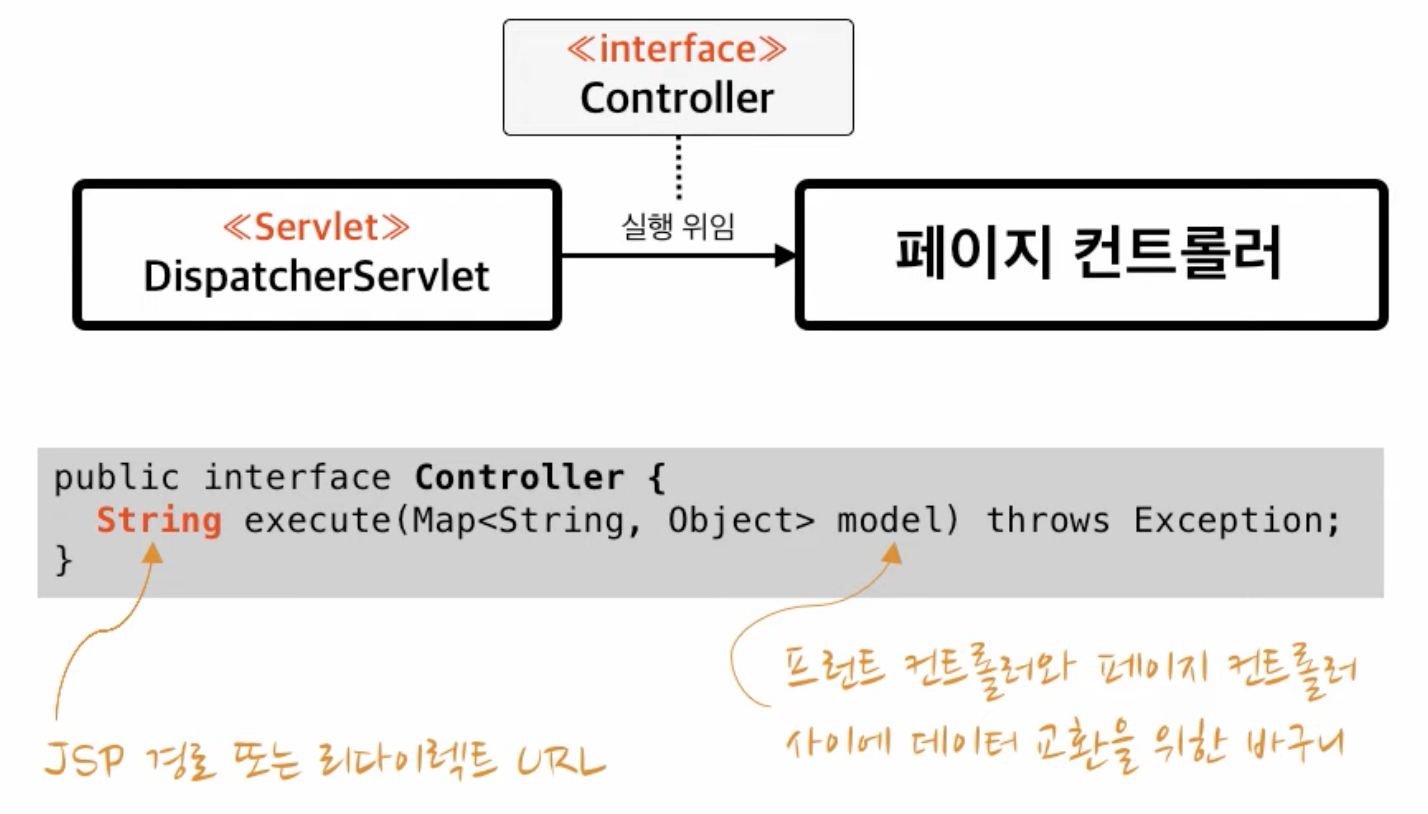 ≪interface≫
Controller
≪Servlet≫
DispatcherServlet
실행 위임
페이지 컨트롤러
public interface Controller {
  String execute(Map<String, Object> model) throws Exception;
}
프런트 컨트롤러와 페이지 컨트롤러
사이에 데이터 교환을 위한 바구니
JSP 경로 또는 리다이렉트 URL